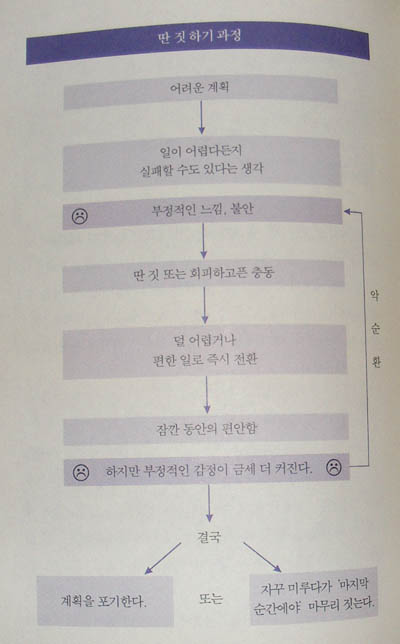 딴 짓 하기 과정
어려운 계획
일이 어렵다든지
실패할 수도 있다는 생각
부정적인 느낌, 불안
딴 짓 또는 회피하고픈 충동
덜 어렵거나
편한 일로 즉시 전환
잠깐 동안의 편안함
하지만 부정적인 감정이 금세 더 커진다.
악순환
결국
계획을 포기한다.
또는
자꾸 미루다가 '마지막
순간에야' 마무리 짓는다.